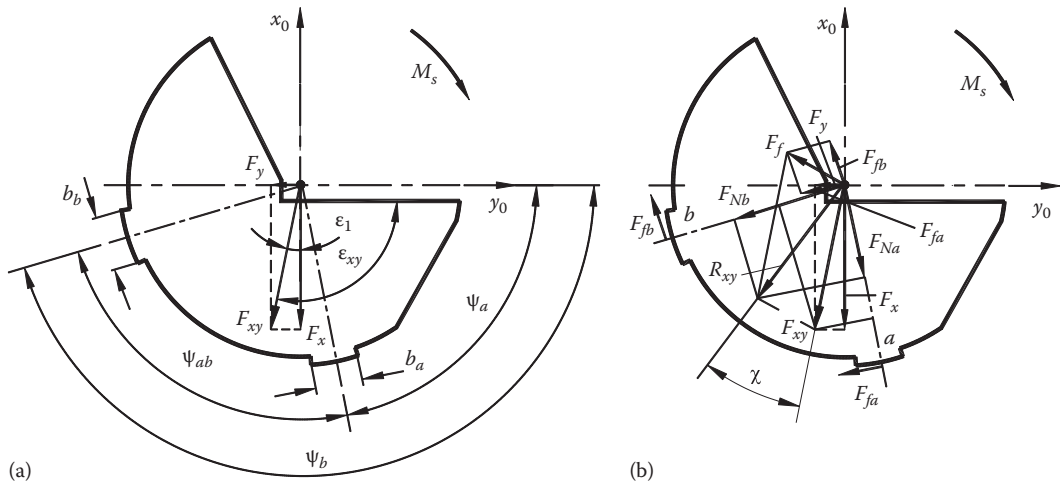 x0
Ms
Fy
bb
y0
ε1
εxy
Fxy
Fx
ψa
ψab
ba
ψb
(a)
x0
Ms
Fy
Ff
Ffb
FNb
b
y0
Ffb
Ffa
FNa
Rxy
Fx
Fxy
a
χ
Ffa
(b)